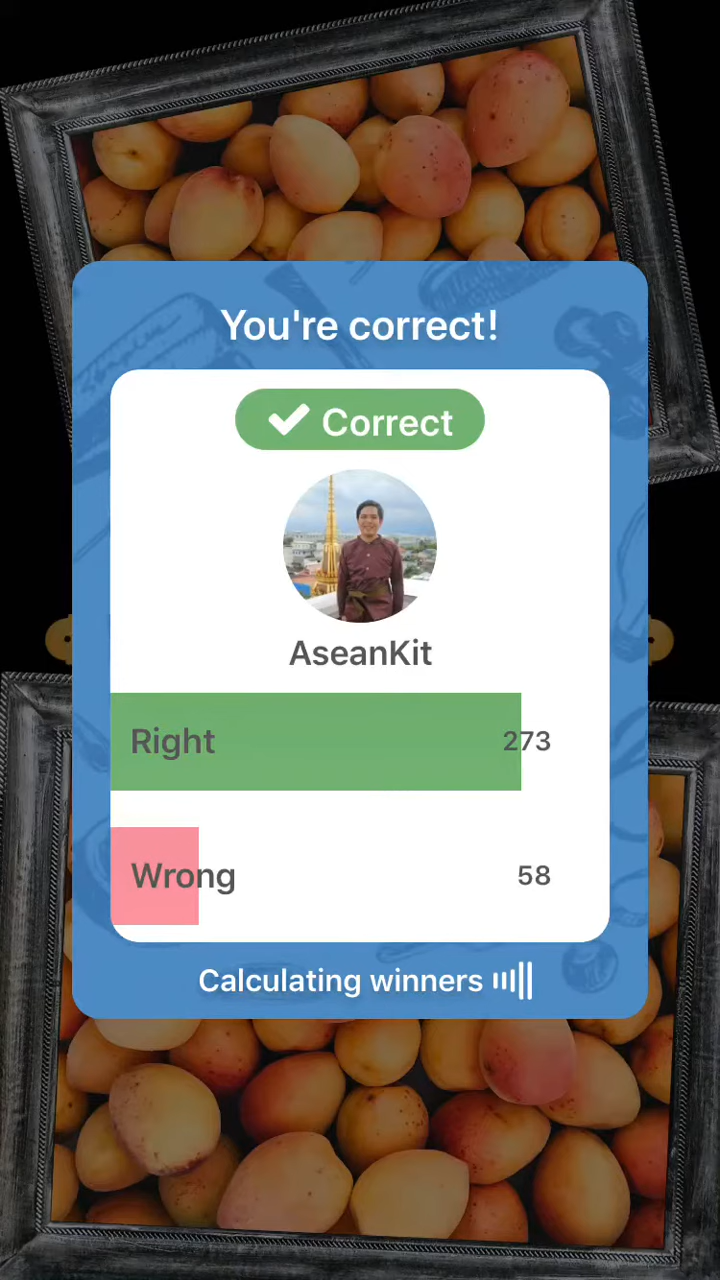 You're correct!
Correct
AseanKit
Right 273
Wrong 58
Calculating winners